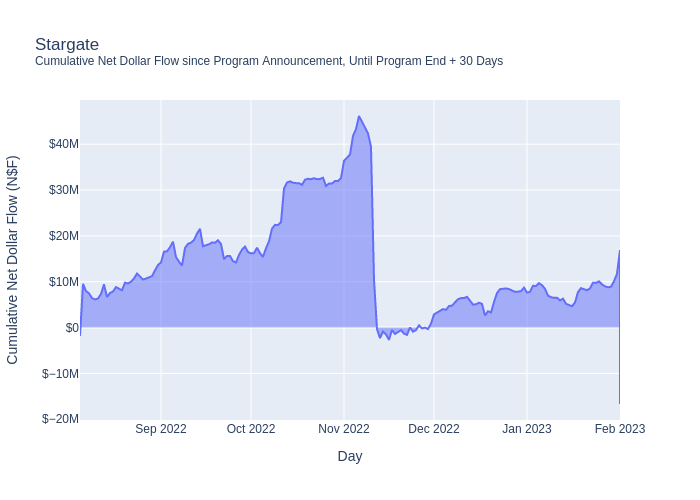 Stargate
Cumulative Net Dollar Flow since Program Announcement, Until Program End + 30 Days
Cumulative Net Dollar Flow (N$F)
$40M
$30M
$20M
$10M
$0
$−10M
$−20M
Sep 2022 Oct 2022 Nov 2022 Dec 2022 Jan 2023 Feb 2023
Day